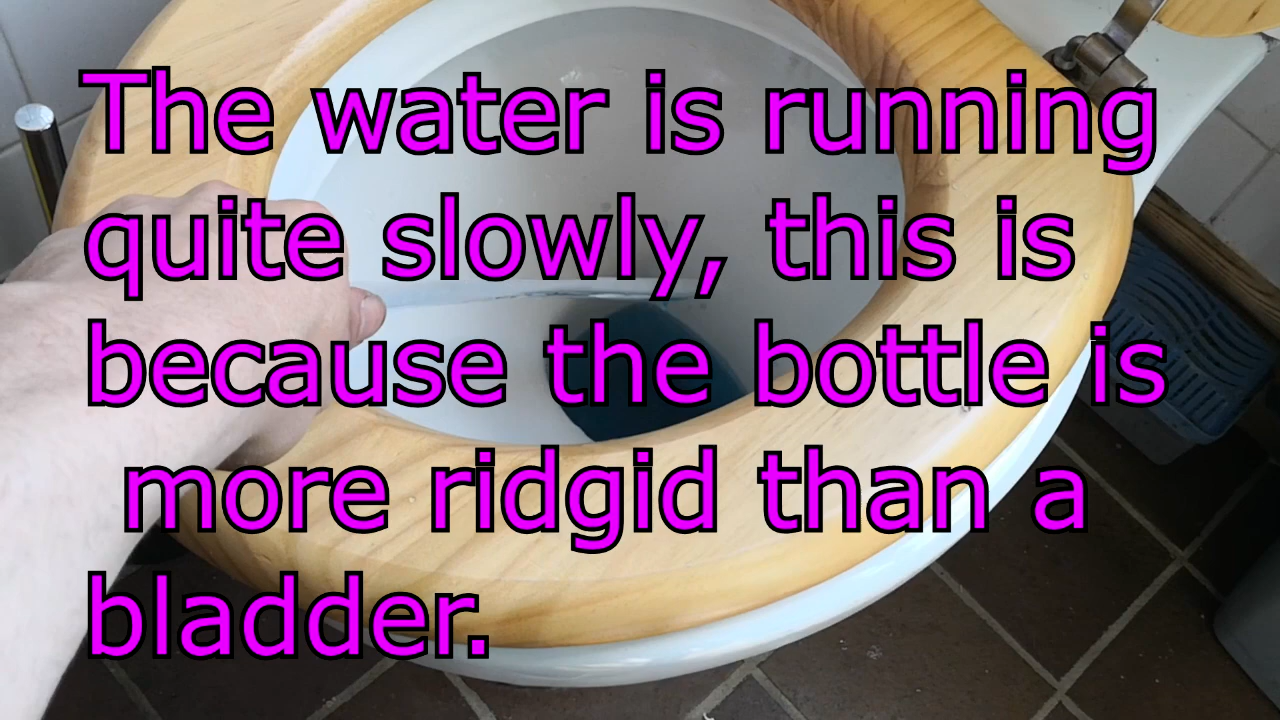 The water is running
quite slowly, this is
because the bottle is
more ridgid than a
bladder.